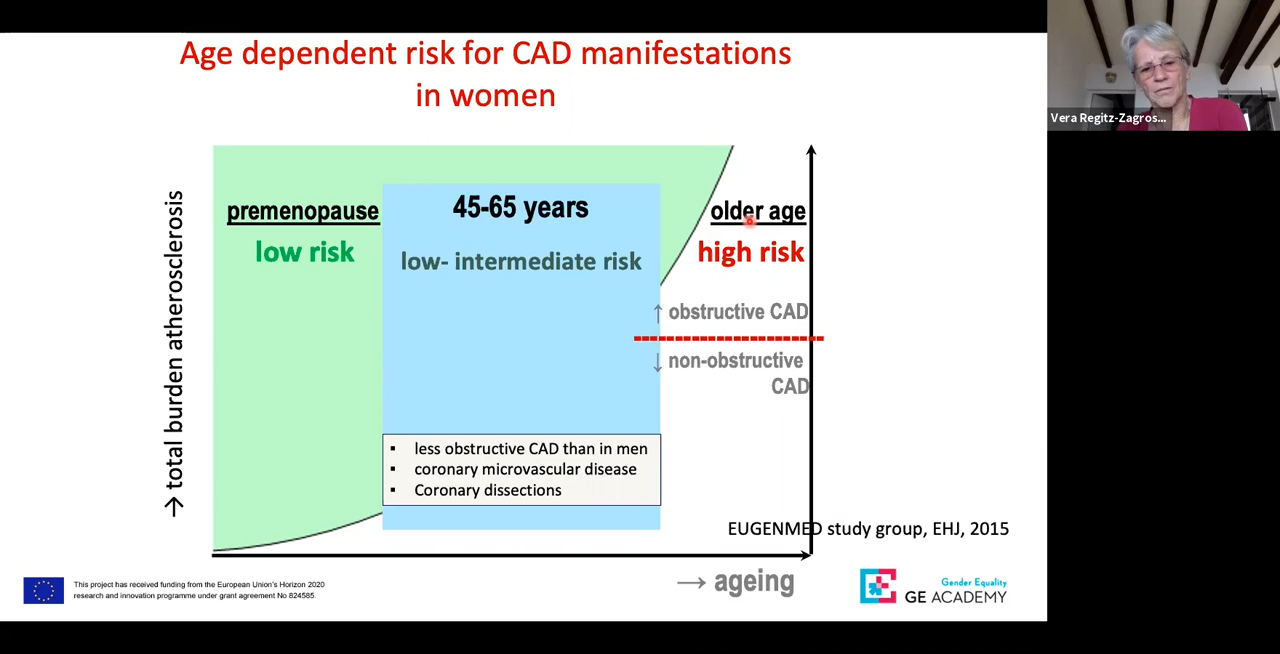 Age dependent risk for CAD manifestations
in women
Vera Regitz-Zagros...
→ total burden atherosclerosis
premenopause
low risk
45-65 years
low- intermediate risk
older age
high risk
↑ obstructive CAD
↓ non-obstructive
CAD
▪ less obstructive CAD than in men
▪ coronary microvascular disease
▪ Coronary dissections
EUGENMED study group, EHJ, 2015
→ ageing
This project has received funding from the European Union's Horizon 2020
research and innovation programme under grant agreement No 824585.
Gender Equality
GE ACADEMY